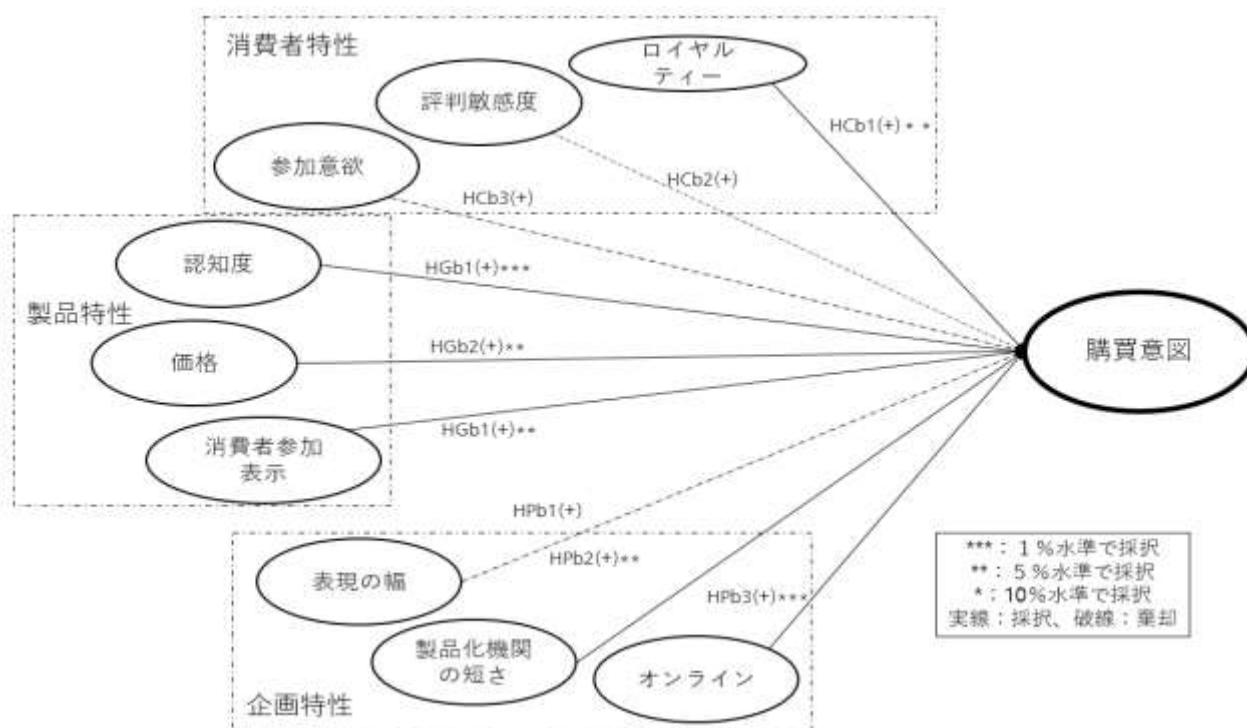 消費者特性
ロイヤル
ティー
評判敏感度
参加意欲
HCb1(+)**
HCb2(+)
HCb3(+)
製品特性
認知度
価格
消費者参加
表示
HGb1(+)***
HGb2(+)**
HGb1(+)**
購買意図
企画特性
表現の幅
製品化機関
の短さ
オンライン
HPb1(+)
HPb2(+)**
HPb3(+)***
***：1%水準で採択
**：5%水準で採択
*：10%水準で採択
実線：採択、破線：棄却